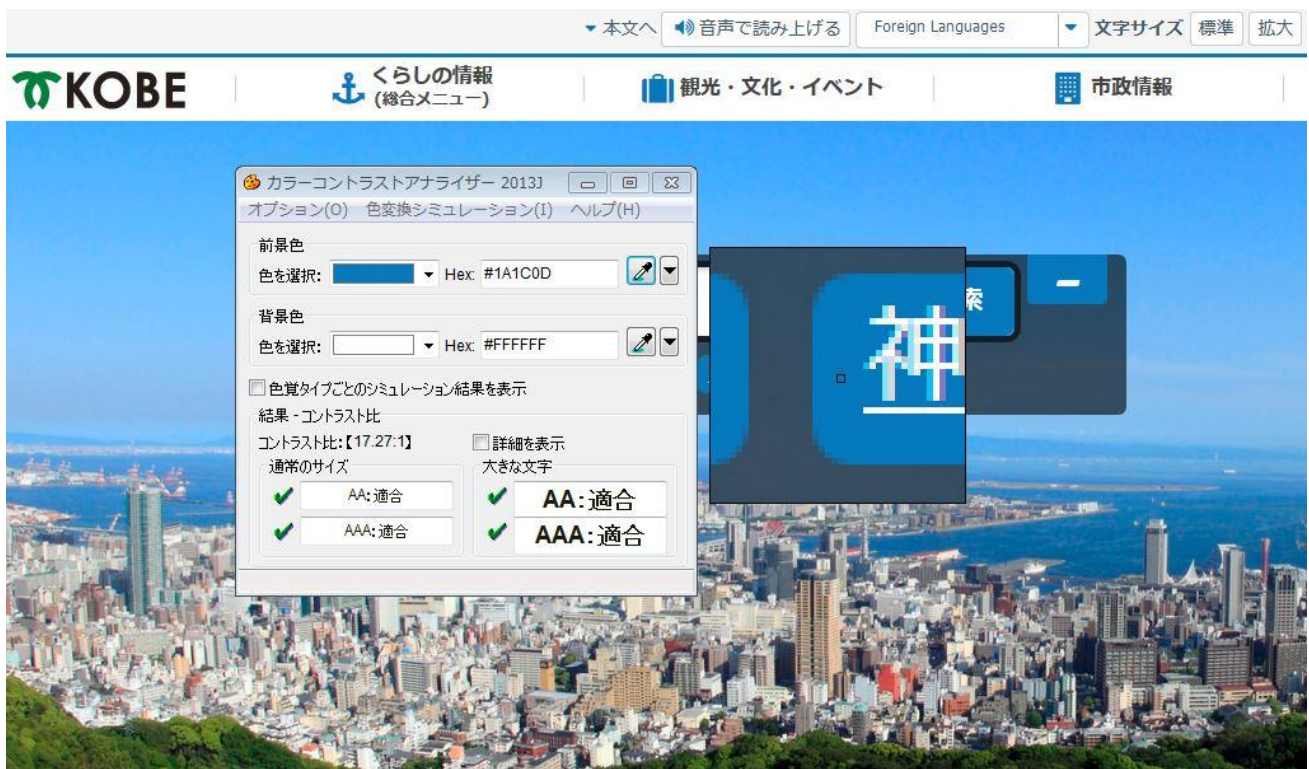 本文へ
音声で読み上げる
Foreign Languages
文字サイズ
標準
拡大
KOBE
くらしの情報
(総合メニュー)
観光・文化・イベント
市政情報
カラーコントラストアナライザー 2013J
オプション(O) 色変換シミュレーション(I) ヘルプ(H)
前景色
色を選択: Hex: #1A1C0D
背景色
色を選択: Hex: #FFFFFF
色覚タイプごとのシミュレーション結果を表示
結果 - コントラスト比
コントラスト比:【17.27:1】
詳細を表示
通常のサイズ
AA:適合
AAA:適合
大きな文字
AA:適合
AAA:適合
神
索